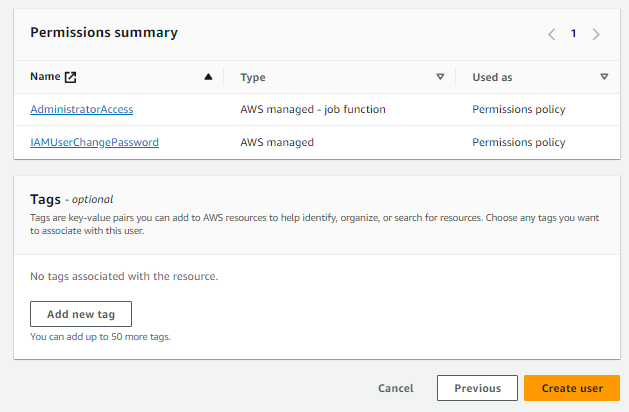 Permissions summary
1
Name Type Used as
AdministratorAccess AWS managed - job function Permissions policy
IAMUserChangePassword AWS managed Permissions policy
Tags - optional
Tags are key-value pairs you can add to AWS resources to help identify, organize, or search for resources. Choose any tags you want
to associate with this user.
No tags associated with the resource.
Add new tag
You can add up to 50 more tags.
Cancel Previous Create user